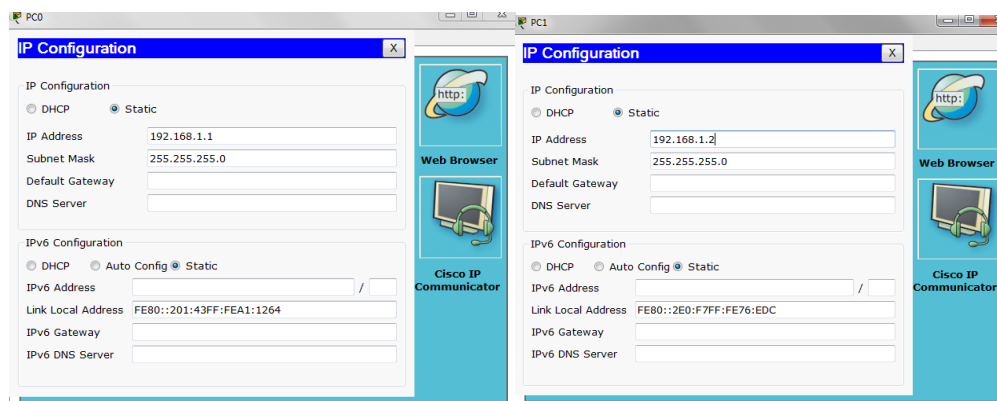 PC0
IP Configuration X
IP Configuration
DHCP Static
IP Address 192.168.1.1
Subnet Mask 255.255.255.0
Default Gateway
DNS Server
IPv6 Configuration
DHCP Auto Config Static
IPv6 Address /
Link Local Address FE80::201:43FF:FEA1:1264
IPv6 Gateway
IPv6 DNS Server
http:
Web Browser
Cisco IP
Communicator
PC1
IP Configuration X
IP Configuration
DHCP Static
IP Address 192.168.1.2
Subnet Mask 255.255.255.0
Default Gateway
DNS Server
IPv6 Configuration
DHCP Auto Config Static
IPv6 Address /
Link Local Address FE80::2E0:F7FF:FE76:EDC
IPv6 Gateway
IPv6 DNS Server
http:
Web Browser
Cisco IP
Communicator